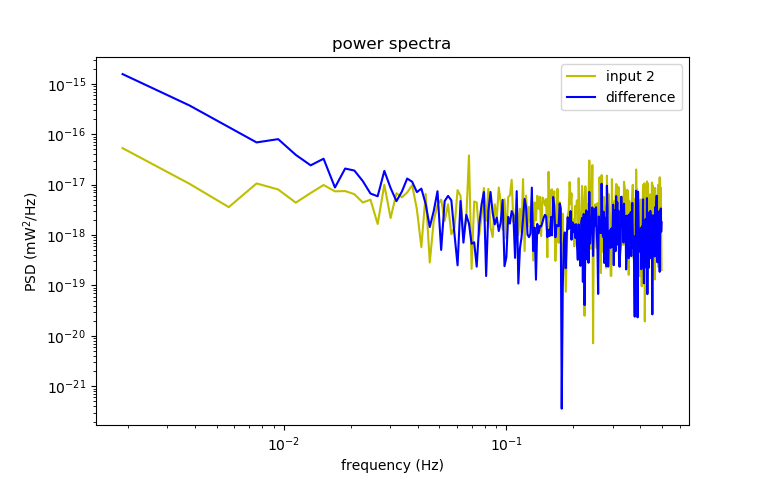 power spectra
input 2
difference
PSD (mW²/Hz)
10⁻¹⁵
10⁻¹⁶
10⁻¹⁷
10⁻¹⁸
10⁻¹⁹
10⁻²⁰
10⁻²¹
10⁻²
10⁻¹
frequency (Hz)